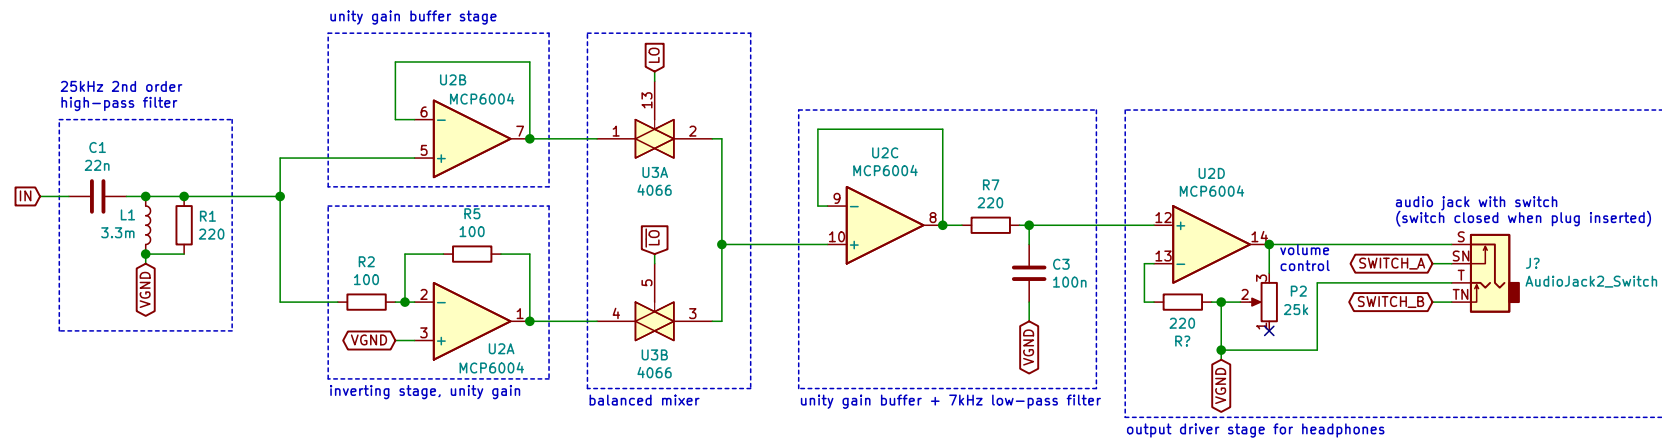 25kHz 2nd order
high-pass filter
IN
C1
22n
L1
3.3m
R1
220
VGND
unity gain buffer stage
U2B
MCP6004
6
5
7
R5
100
R2
100
VGND
2
3
1
U2A
MCP6004
inverting stage, unity gain
LO
13
1
2
U3A
4066
LO
5
4
3
U3B
4066
balanced mixer
U2C
MCP6004
9
10
8
R7
220
C3
100n
VGND
unity gain buffer + 7kHz low-pass filter
U2D
MCP6004
12
13
14
220
R?
volume
control
3
2
1
P2
25k
VGND
audio jack with switch
(switch closed when plug inserted)
S
SWITCH_A
SN
T
SWITCH_B
TN
J?
AudioJack2_Switch
output driver stage for headphones